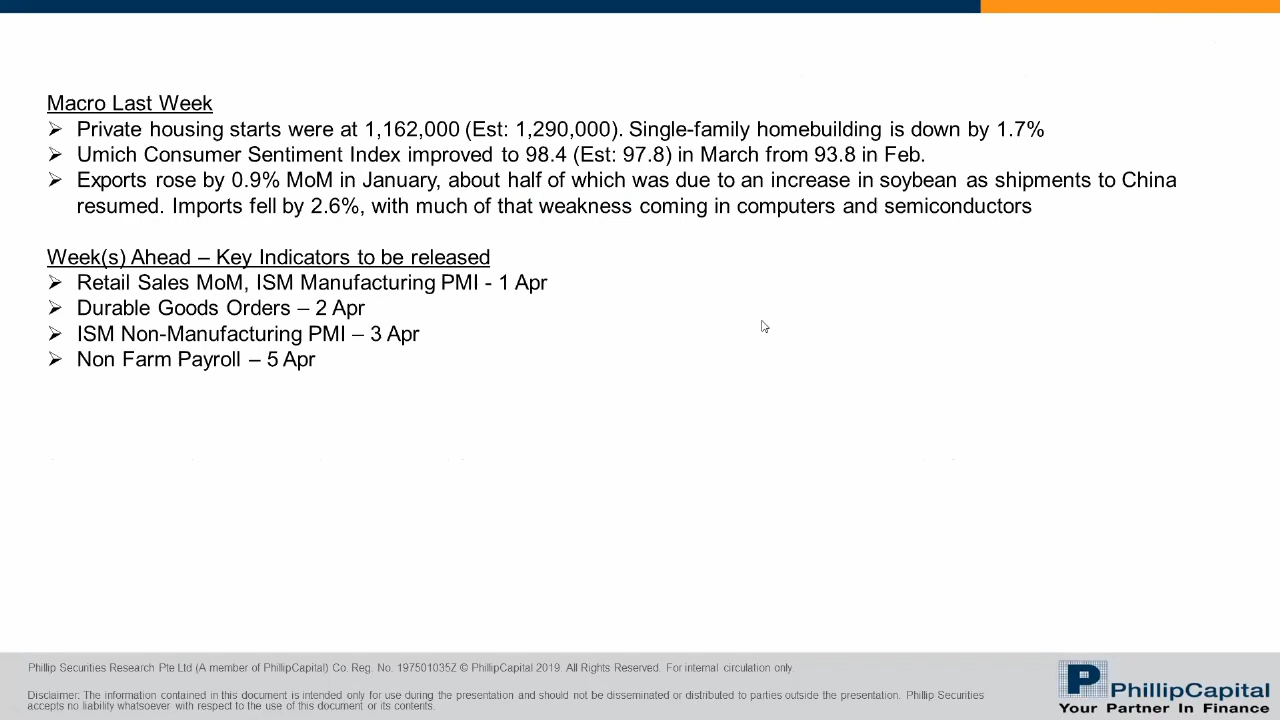 Macro Last Week
➢ Private housing starts were at 1,162,000 (Est: 1,290,000). Single-family homebuilding is down by 1.7%
➢ Umich Consumer Sentiment Index improved to 98.4 (Est: 97.8) in March from 93.8 in Feb.
➢ Exports rose by 0.9% MoM in January, about half of which was due to an increase in soybean as shipments to China
resumed. Imports fell by 2.6%, with much of that weakness coming in computers and semiconductors
Week(s) Ahead – Key Indicators to be released
➢ Retail Sales MoM, ISM Manufacturing PMI - 1 Apr
➢ Durable Goods Orders – 2 Apr
➢ ISM Non-Manufacturing PMI – 3 Apr
➢ Non Farm Payroll – 5 Apr
Phillip Securities Research Pte Ltd (A member of PhillipCapital) Co. Reg. No. 197501035Z © PhillipCapital 2019. All Rights Reserved. For internal circulation only.
Disclaimer: The information contained in this document is intended only for use during the presentation and should not be disseminated or distributed to parties outside the presentation. Phillip Securities
accepts no liability whatsoever with respect to the use of this document or its contents.
PhillipCapital
Your Partner In Finance